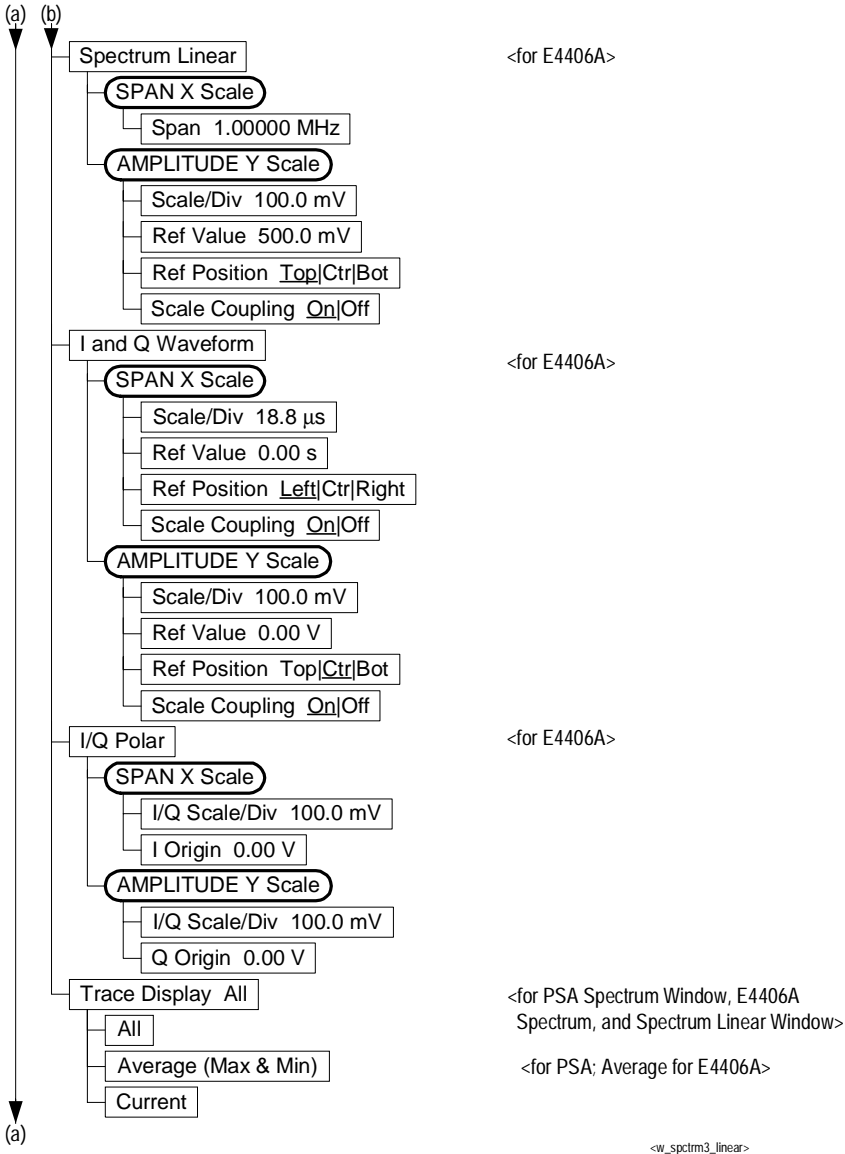 (a) (b)
Spectrum Linear <for E4406A>
SPAN X Scale
Span 1.00000 MHz
AMPLITUDE Y Scale
Scale/Div 100.0 mV
Ref Value 500.0 mV
Ref Position Top|Ctr|Bot
Scale Coupling On|Off
I and Q Waveform <for E4406A>
SPAN X Scale
Scale/Div 18.8 μs
Ref Value 0.00 s
Ref Position Left|Ctr|Right
Scale Coupling On|Off
AMPLITUDE Y Scale
Scale/Div 100.0 mV
Ref Value 0.00 V
Ref Position Top|Ctr|Bot
Scale Coupling On|Off
I/Q Polar <for E4406A>
SPAN X Scale
I/Q Scale/Div 100.0 mV
I Origin 0.00 V
AMPLITUDE Y Scale
I/Q Scale/Div 100.0 mV
Q Origin 0.00 V
Trace Display All <for PSA Spectrum Window, E4406A
Spectrum, and Spectrum Linear Window>
All
Average (Max & Min) <for PSA; Average for E4406A>
Current
(a)
<w_spctrm3_linear>